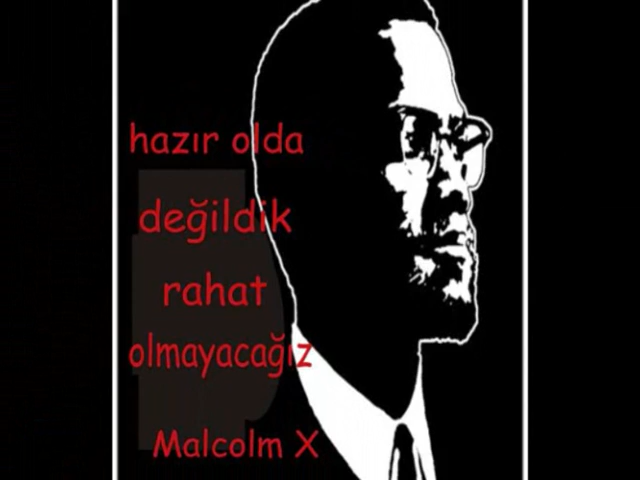 hazır olda
değildik
rahat
olmayacağız
Malcolm X